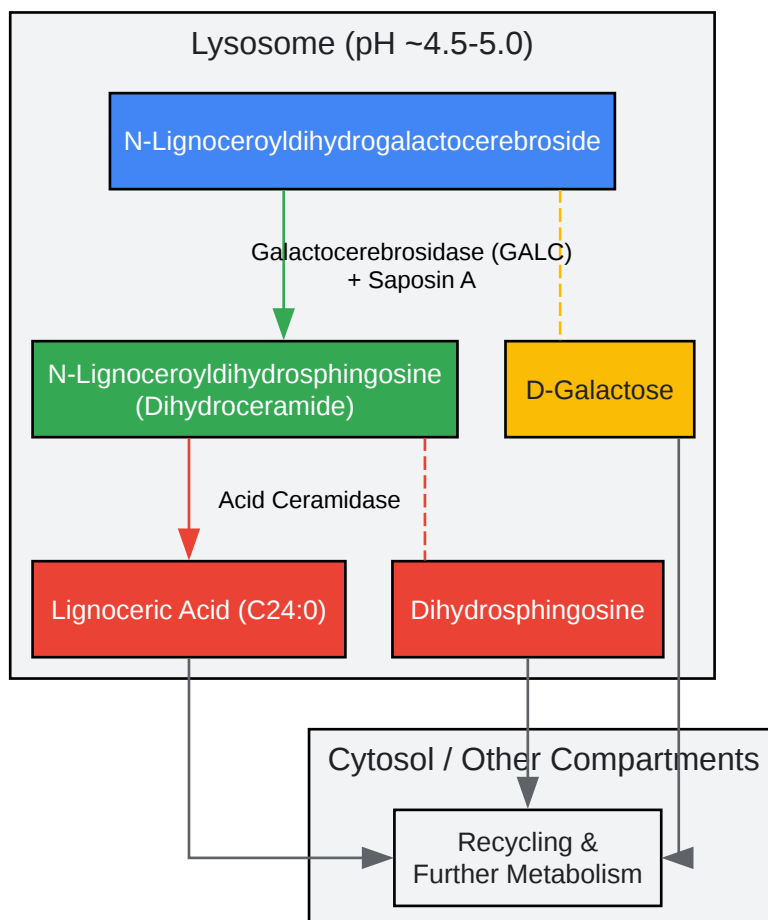 Lysosome (pH ~4.5-5.0)
N-Lignoceroyldihydrogalactocerebroside
Galactocerebrosidase (GALC)
+ Saposin A
N-Lignoceroyldihydrosphingosine
(Dihydroceramide)
D-Galactose
Acid Ceramidase
Lignoceric Acid (C24:0)
Dihydrosphingosine
Cytosol / Other Compartments
Recycling &
Further Metabolism